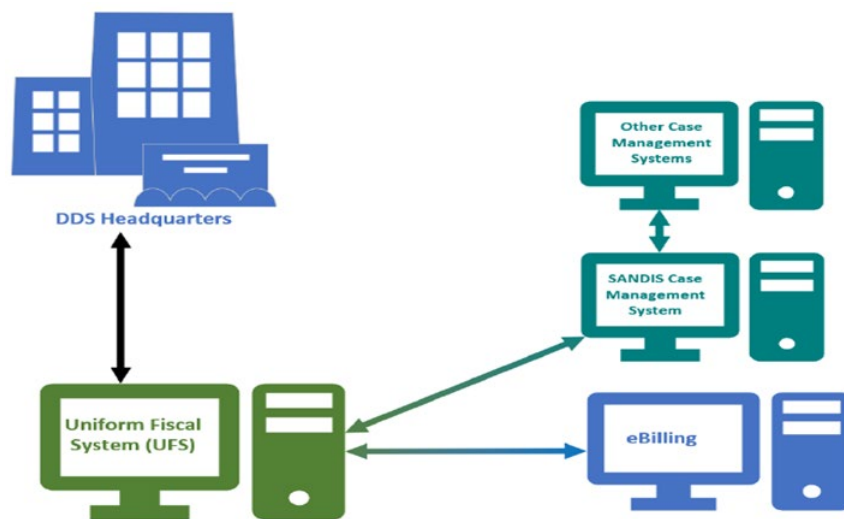 DDS Headquarters
Other Case
Management
Systems
SANDIS Case
Management
System
Uniform Fiscal
System (UFS)
eBilling